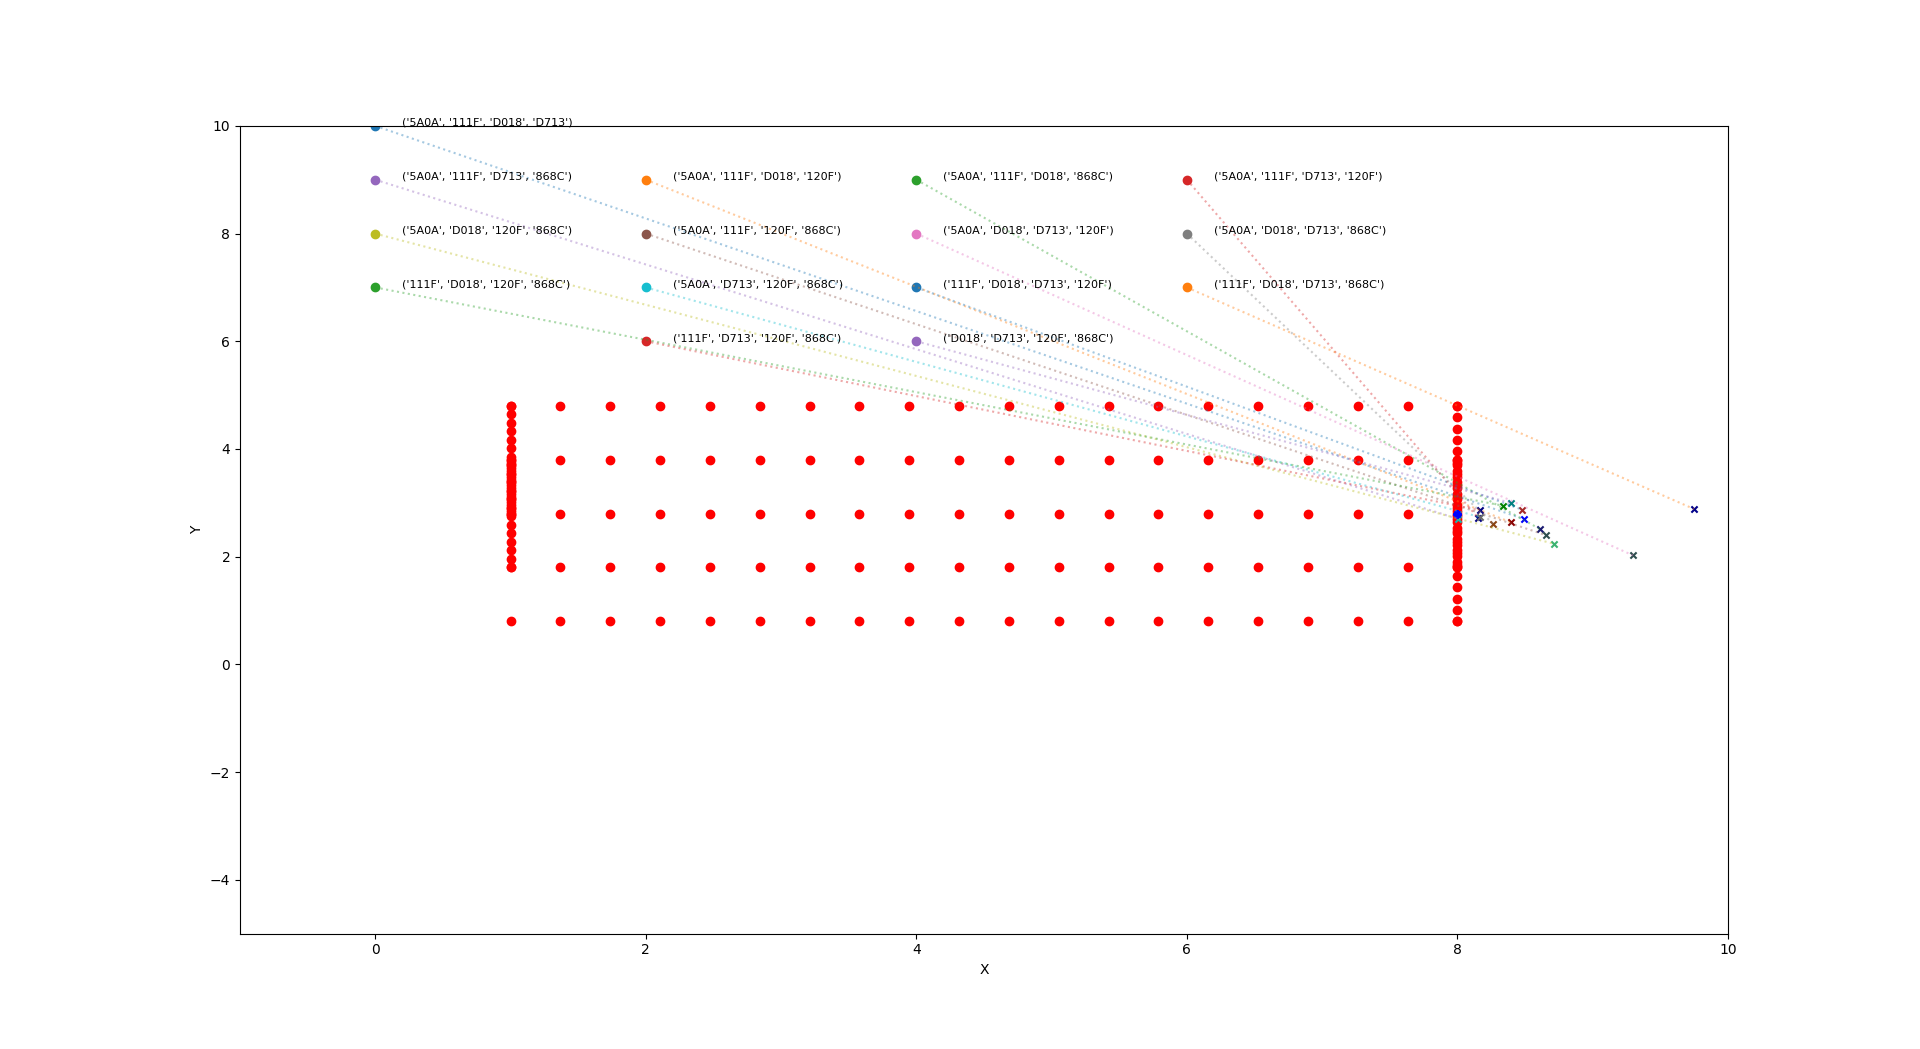 10
('5A0A', '111F', 'D018', 'D713')
('5A0A', '111F', 'D713', '868C')
('5A0A', '111F', 'D018', '120F')
('5A0A', '111F', 'D018', '868C')
('5A0A', '111F', 'D713', '120F')
8
('5A0A', 'D018', '120F', '868C')
('5A0A', '111F', '120F', '868C')
('5A0A', 'D018', 'D713', '120F')
('5A0A', 'D018', 'D713', '868C')
('111F', 'D018', '120F', '868C')
('5A0A', 'D713', '120F', '868C')
('111F', 'D018', 'D713', '120F')
('111F', 'D018', 'D713', '868C')
6
('111F', 'D713', '120F', '868C')
('D018', 'D713', '120F', '868C')
4
Y
2
0
−2
−4
0 2 4 6 8 10
X